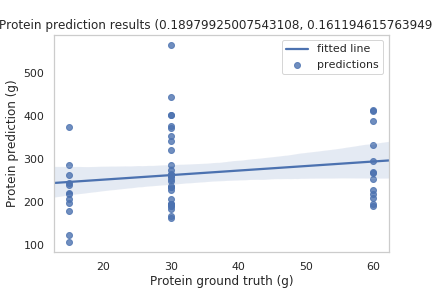 Protein prediction results (0.18979925007543108, 0.161194615763949
fitted line
predictions
Protein prediction (g)
500
400
300
200
100
20 30 40 50 60
Protein ground truth (g)